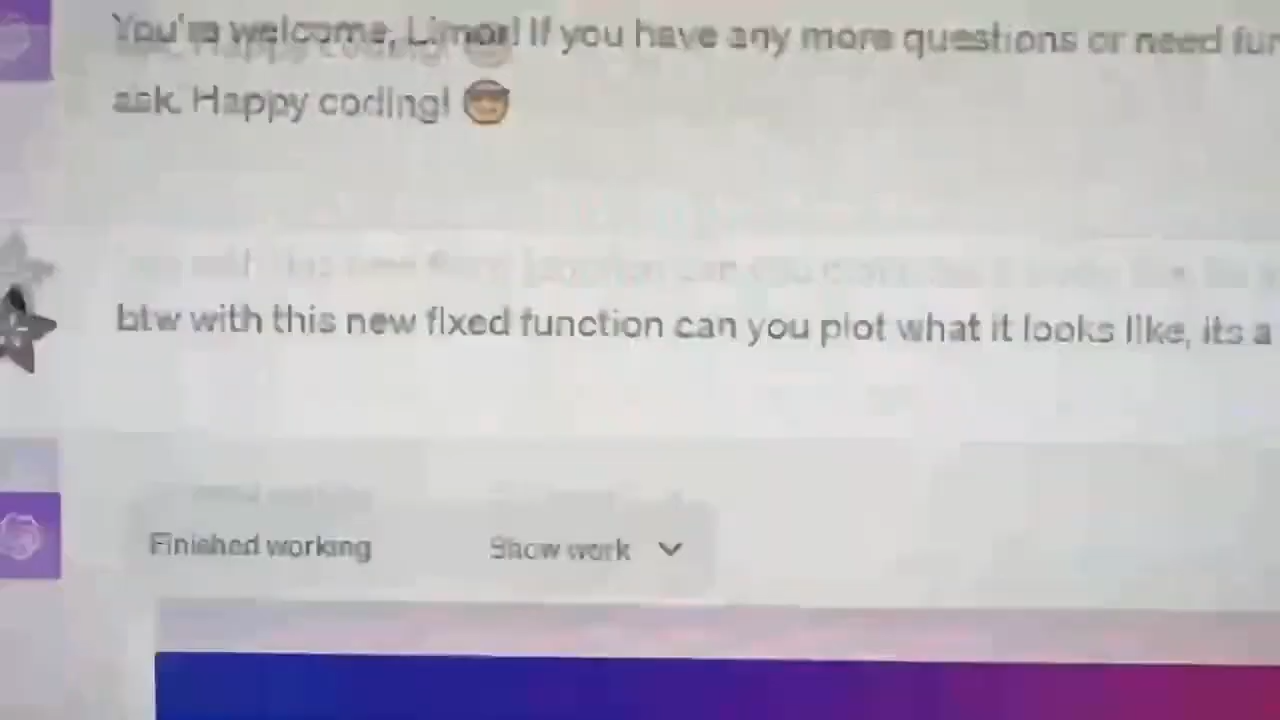 You're welcome, Limor! If you have any more questions or need fur
ask. Happy coding!
btw with this new fixed function can you plot what it looks like, its a
Finished working
Show work